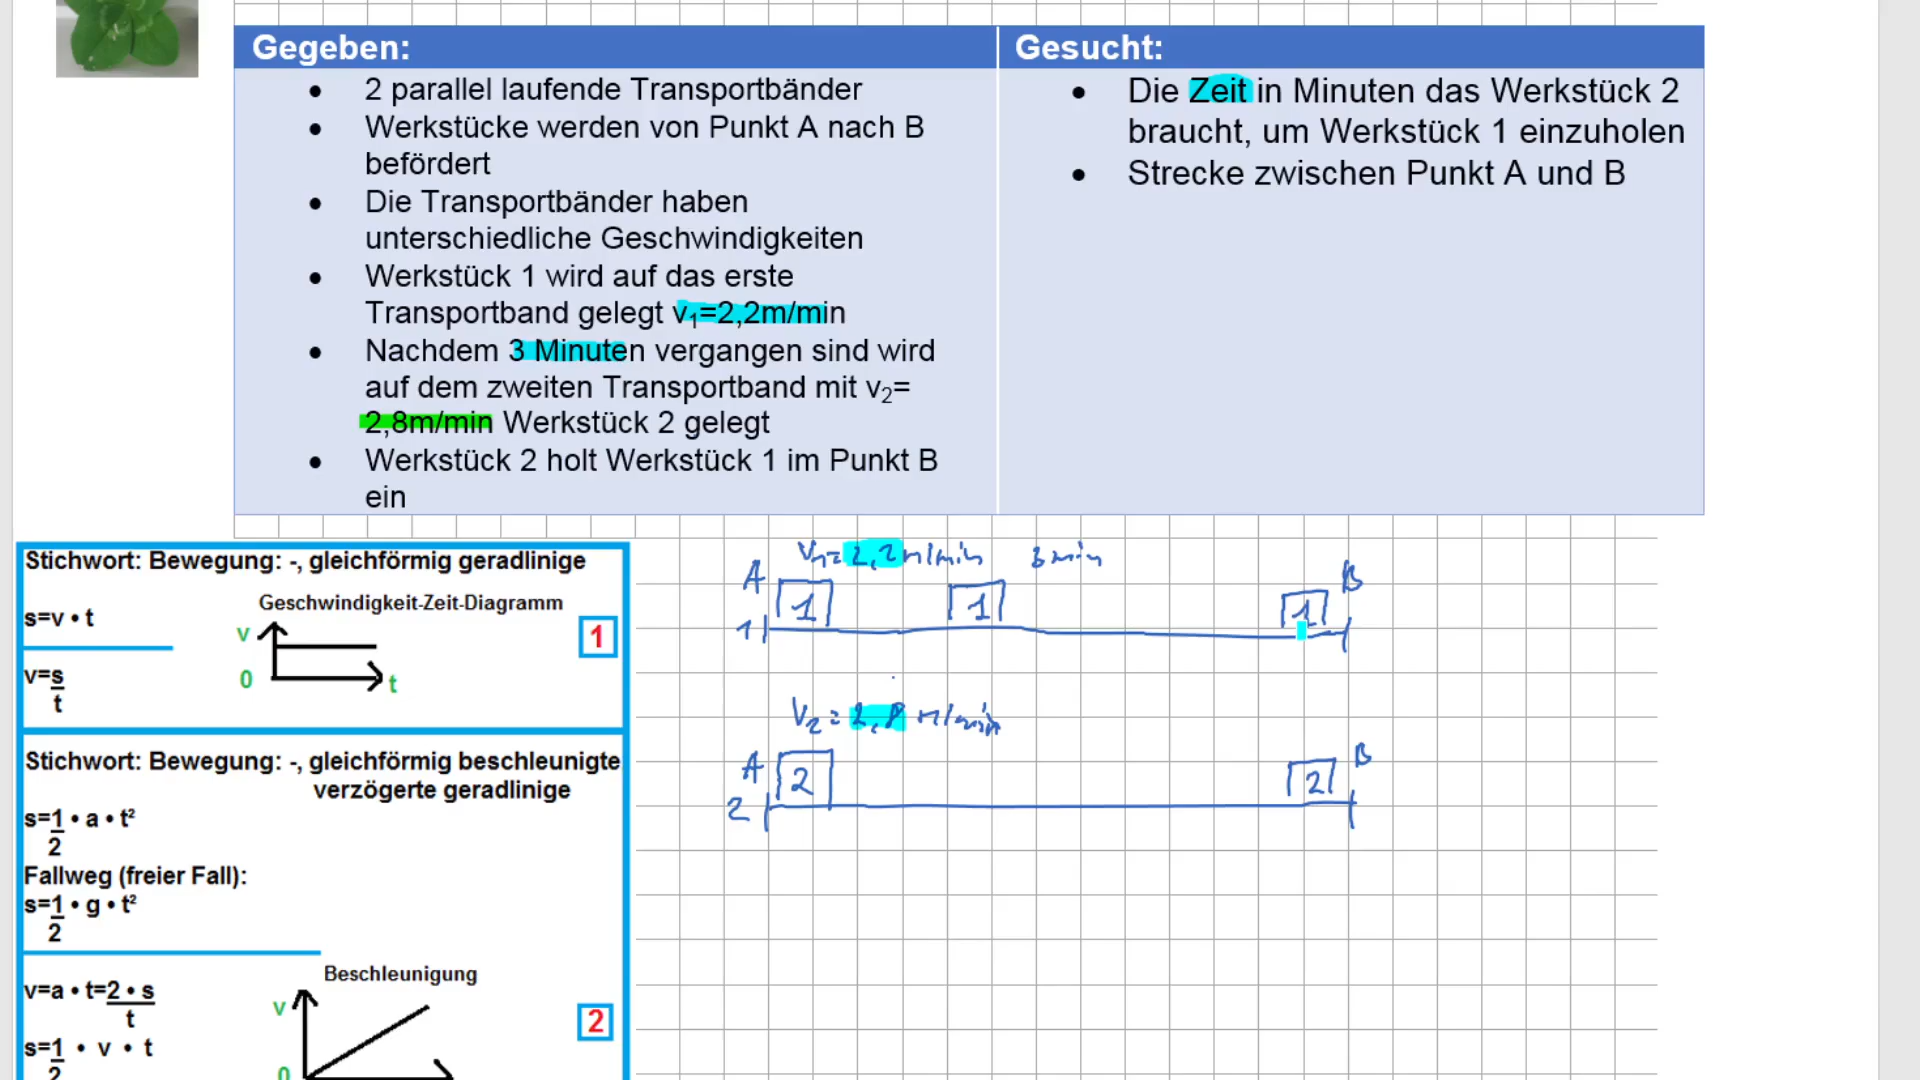 Gegeben:
2 parallel laufende Transportbänder
Werkstücke werden von Punkt A nach B
befördert
Die Transportbänder haben
unterschiedliche Geschwindigkeiten
Werkstück 1 wird auf das erste
Transportband gelegt v₁=2,2m/min
Nachdem 3 Minuten vergangen sind wird
auf dem zweiten Transportband mit v₂=
2,8m/min Werkstück 2 gelegt
Werkstück 2 holt Werkstück 1 im Punkt B
ein
Gesucht:
Die Zeit in Minuten das Werkstück 2
braucht, um Werkstück 1 einzuholen
Strecke zwischen Punkt A und B
Stichwort: Bewegung: -, gleichförmig geradlinige
Geschwindigkeit-Zeit-Diagramm
s=v • t
v
1
v=s/t
0
t
Stichwort: Bewegung: -, gleichförmig beschleunigte
verzögerte geradlinige
s=1/2 • a • t²
Fallweg (freier Fall):
s=1/2 • g • t²
Beschleunigung
v=a • t=2 • s/t
v
2
s=1/2 • v • t
0
V₁=2,2m/min 3min
A 1 1 1 B
1
V₂=2,8m/min
A 2 2 B
2